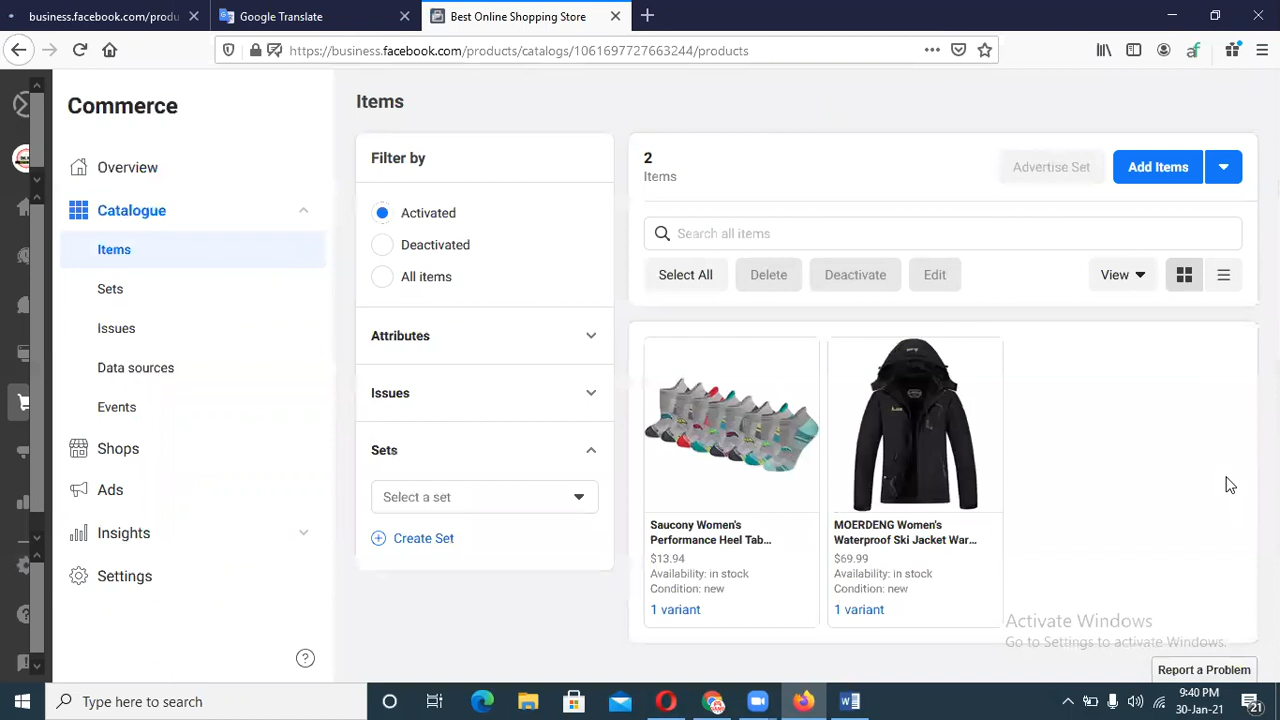 business.facebook.com/produ
Google Translate
Best Online Shopping Store
https://business.facebook.com/products/catalogs/1061697727663244/products
af
Commerce
Overview
Catalogue
Items
Sets
Issues
Data sources
Events
Shops
Ads
Insights
Settings
Items
Filter by
Activated
Deactivated
All items
Attributes
Issues
Sets
Select a set
Create Set
2
Items
Advertise Set
Add Items
Search all items
Select All
Delete
Deactivate
Edit
View
Saucony Women's
Performance Heel Tab...
$13.94
Availability: in stock
Condition: new
1 variant
MOERDENG Women's
Waterproof Ski Jacket War...
$69.99
Availability: in stock
Condition: new
1 variant
Activate Windows
Go to Settings to activate Windows.
Report a Problem
Type here to search
9:40 PM
30-Jan-21
21